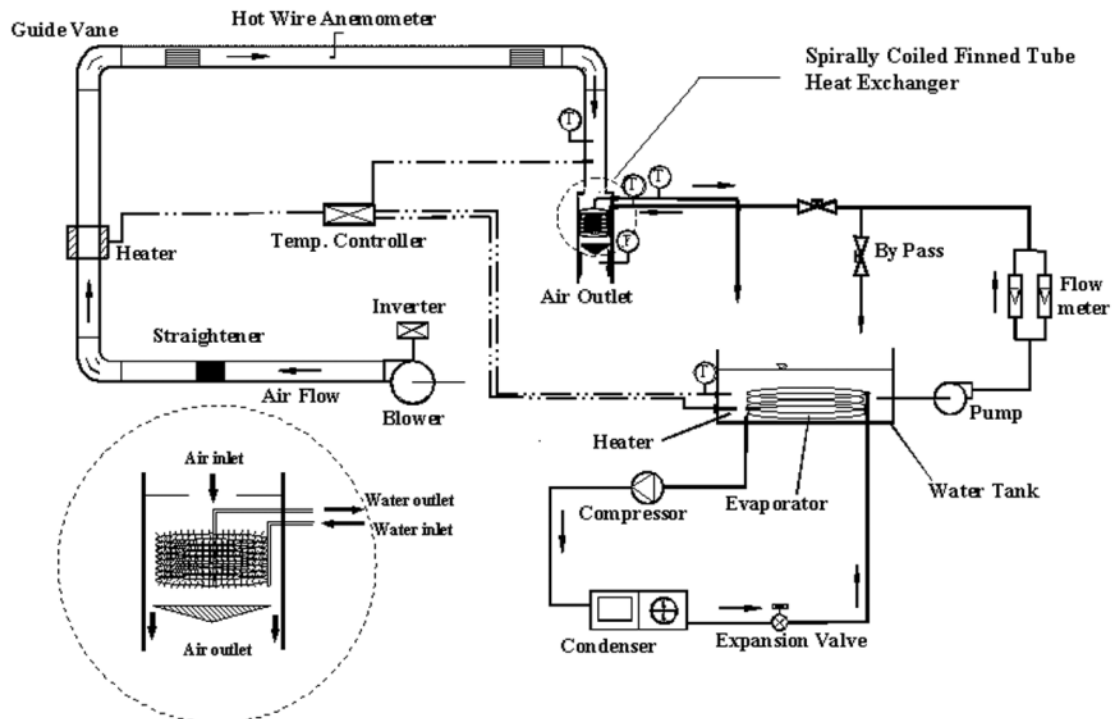 Hot Wire Anemometer
Guide Vane
Spirally Coiled Finned Tube
Heat Exchanger
T
T
T
Temp. Controller
Heater
By Pass
T
Air Outlet
Flow
meter
Inverter
Straightener
T
Air Flow
Blower
Pump
Heater
Air inlet
Evaporator
Water Tank
Water outlet
Compressor
Water inlet
Air outlet
Condenser
Expansion Valve